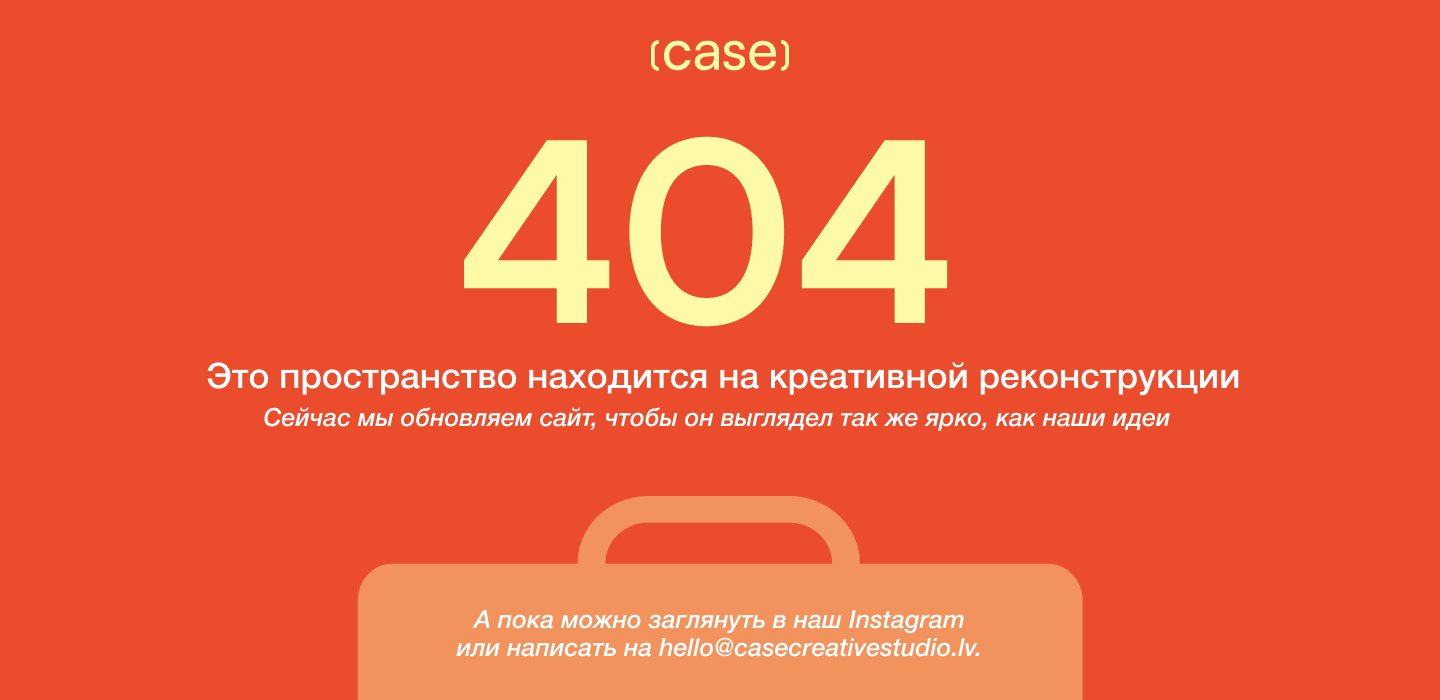 (case)
404
Это пространство находится на креативной реконструкции
Сейчас мы обновляем сайт, чтобы он выглядел так же ярко, как наши идеи
А пока можно заглянуть в наш Instagram
или написать на hello@casecreativestudio.lv.